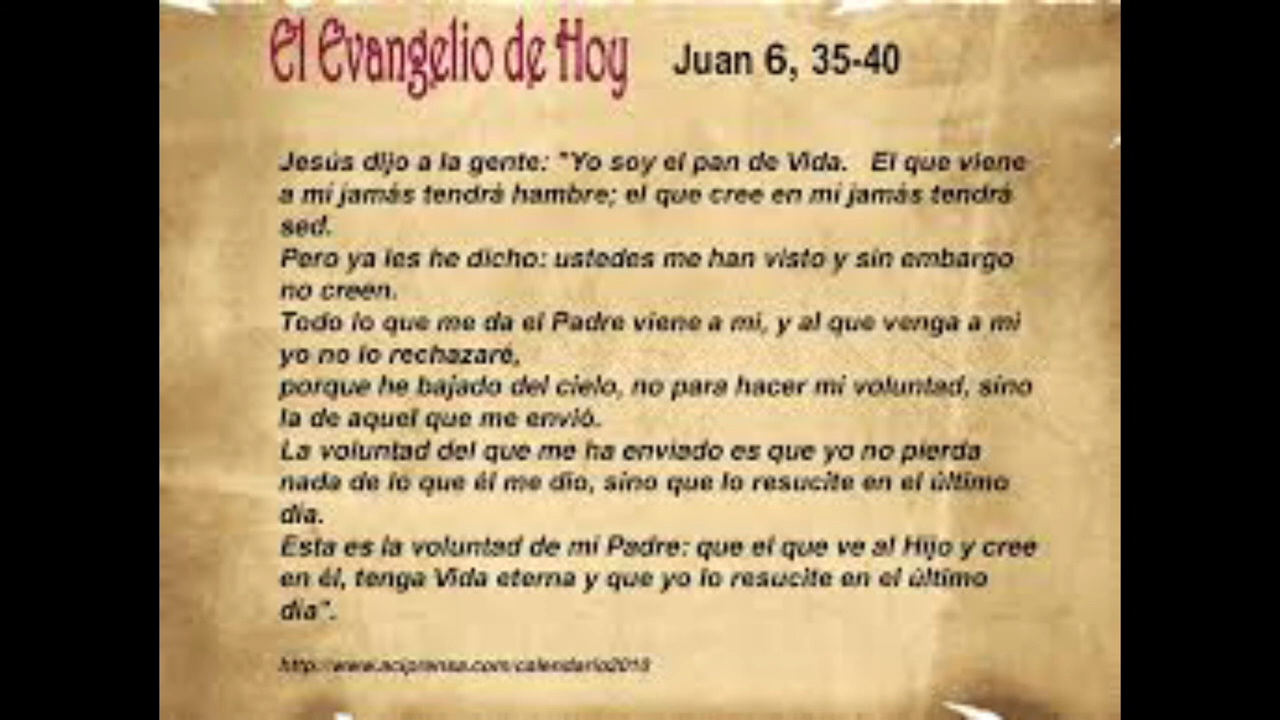 El Evangelio de Hoy Juan 6, 35-40
Jesús dijo a la gente: "Yo soy el pan de Vida. El que viene
a mí jamás tendrá hambre; el que cree en mí jamás tendrá
sed.
Pero ya les he dicho: ustedes me han visto y sin embargo
no creen.
Todo lo que me da el Padre viene a mí, y al que venga a mí
yo no lo rechazaré,
porque he bajado del cielo, no para hacer mi voluntad, sino
la de aquel que me envió.
La voluntad del que me ha enviado es que yo no pierda
nada de lo que él me dio, sino que lo resucite en el último
día.
Esta es la voluntad de mi Padre: que el que ve al Hijo y cree
en él, tenga Vida eterna y que yo lo resucite en el último
día".